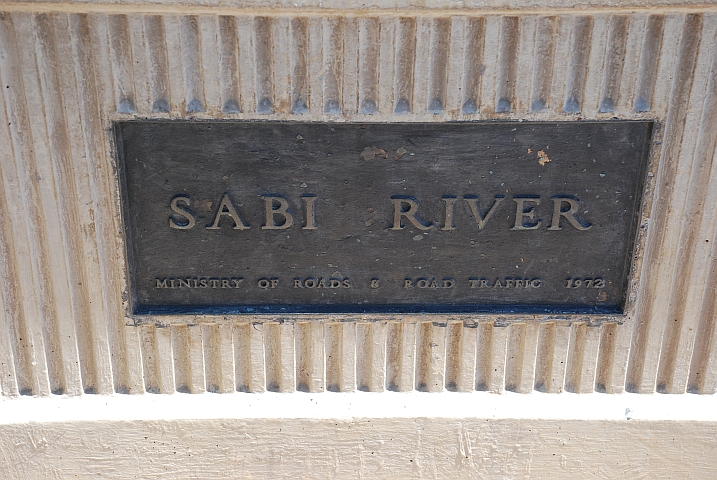 SABI RIVER
MINISTRY OF ROADS & ROAD TRAFFIC 1972